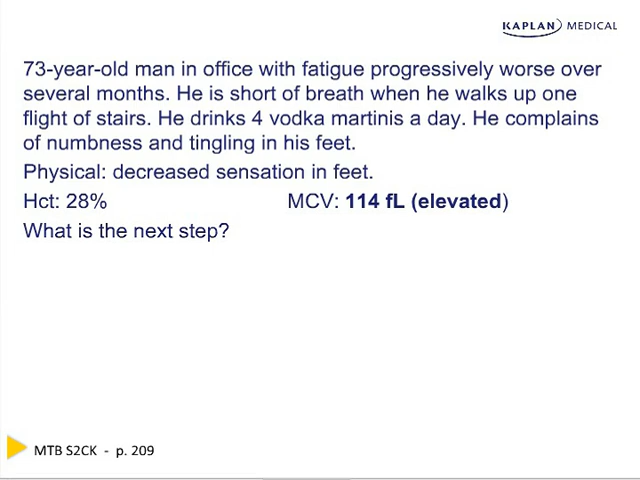 KAPLAN MEDICAL
73-year-old man in office with fatigue progressively worse over
several months. He is short of breath when he walks up one
flight of stairs. He drinks 4 vodka martinis a day. He complains
of numbness and tingling in his feet.
Physical: decreased sensation in feet.
Hct: 28% MCV: 114 fL (elevated)
What is the next step?
MTB S2CK - p. 209